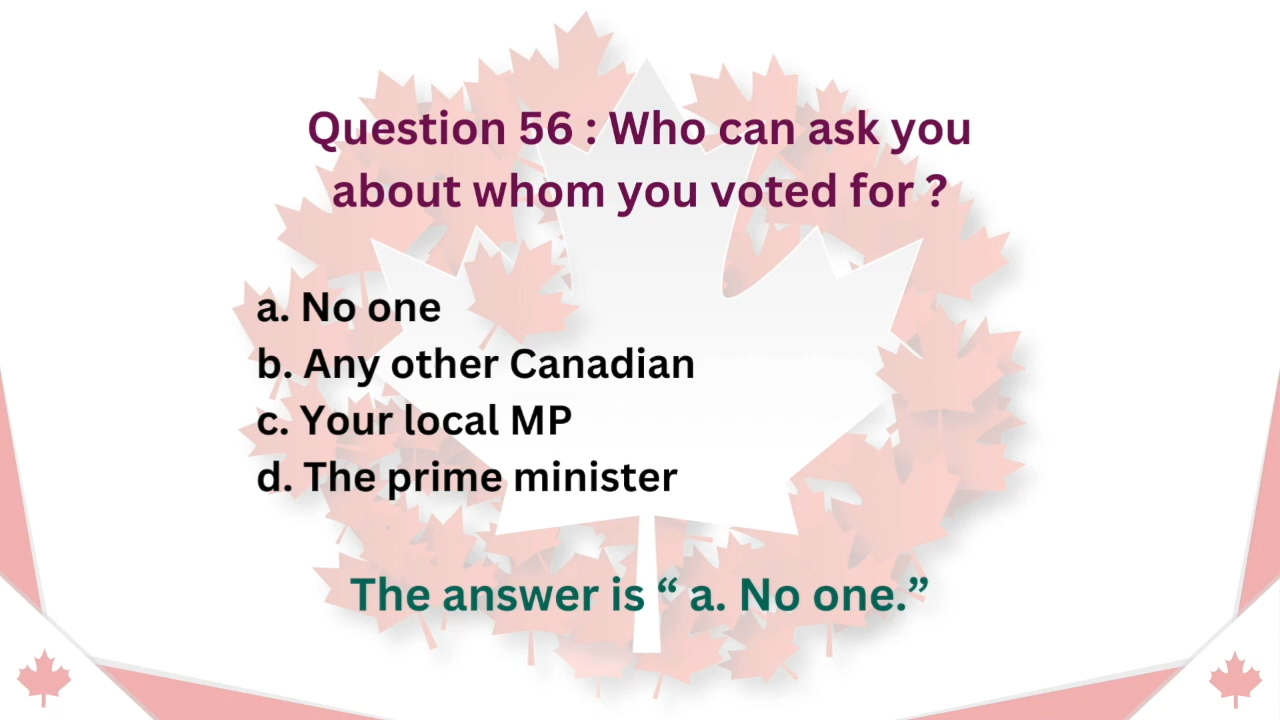 Question 56 : Who can ask you
about whom you voted for ?
a. No one
b. Any other Canadian
c. Your local MP
d. The prime minister
The answer is “ a. No one.”